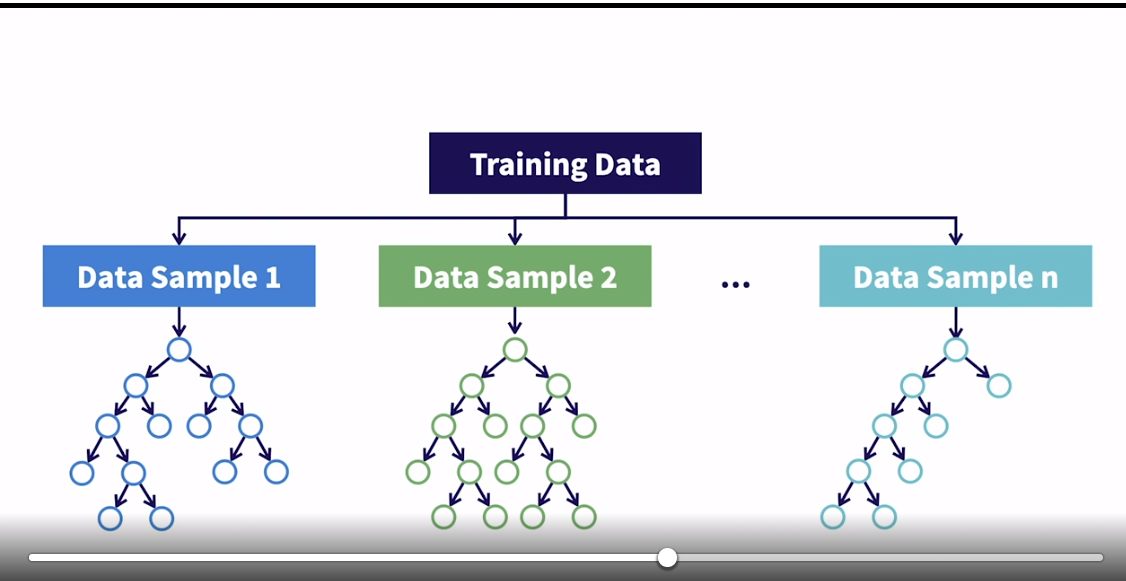 Training Data
Data Sample 1
Data Sample 2
...
Data Sample n